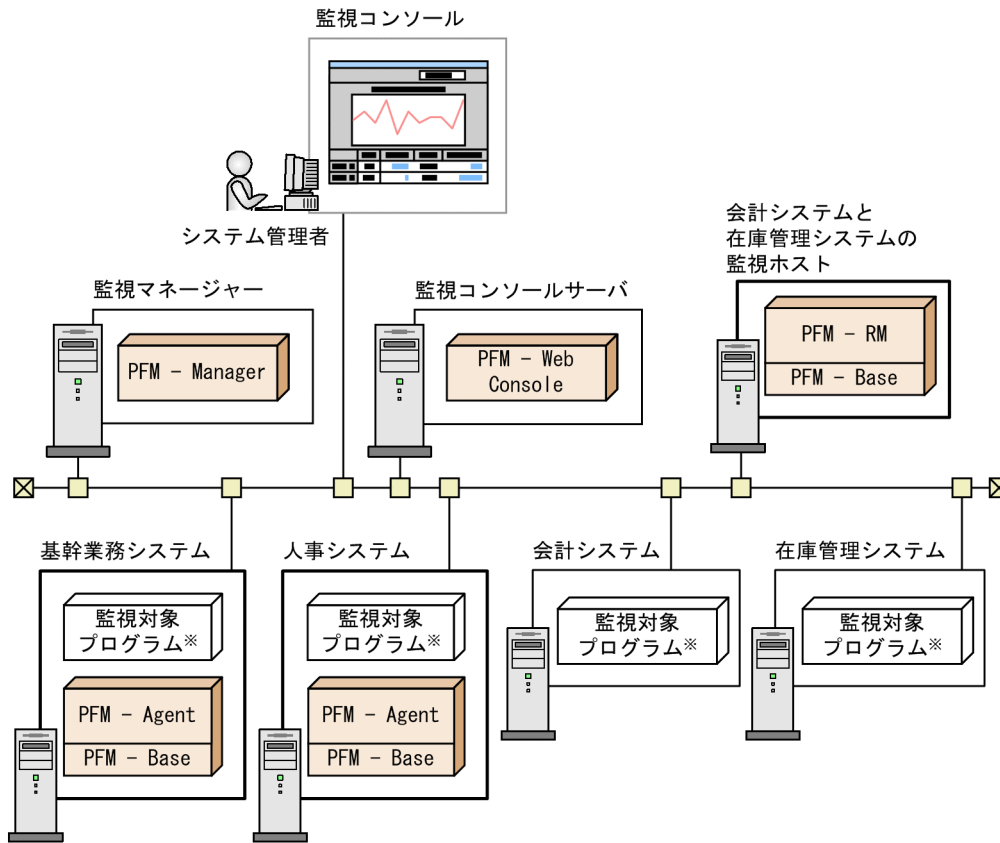 監視コンソール
システム管理者
会計システムと
在庫管理システムの
監視ホスト
監視マネージャー
PFM − Manager
監視コンソールサーバ
PFM − Web
Console
PFM − RM
PFM − Base
基幹業務システム
監視対象
プログラム※
PFM − Agent
PFM − Base
人事システム
監視対象
プログラム※
PFM − Agent
PFM − Base
会計システム
監視対象
プログラム※
在庫管理システム
監視対象
プログラム※